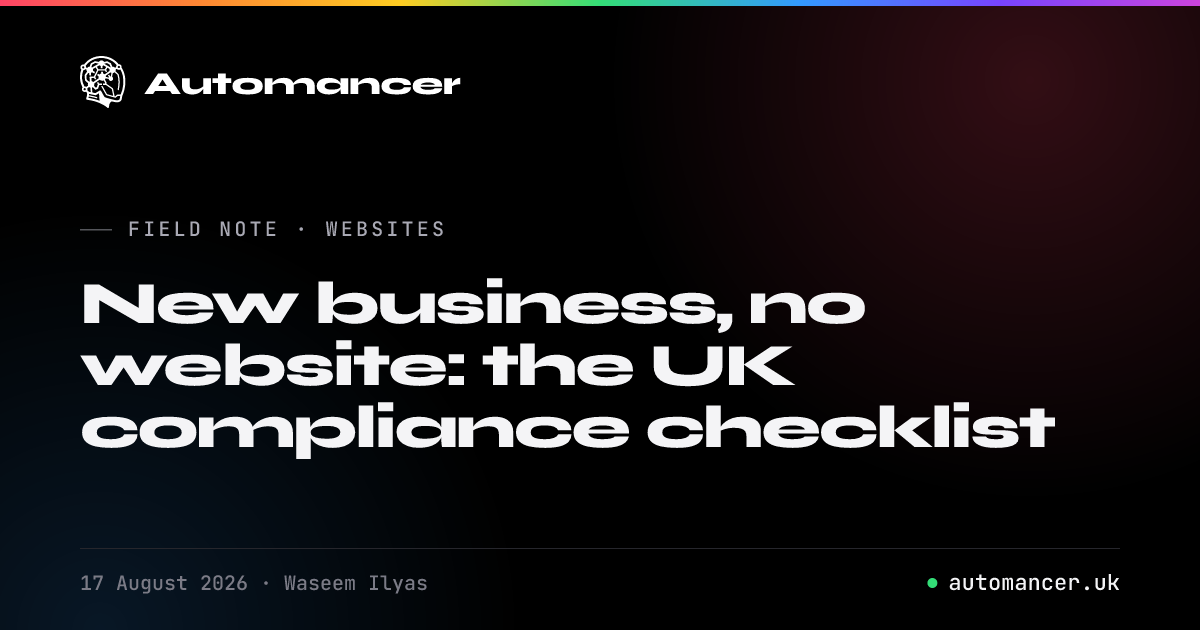 Automancer
FIELD NOTE · WEBSITES
New business, no
website: the UK
compliance checklist
17 August 2026 · Waseem Ilyas
automancer.uk